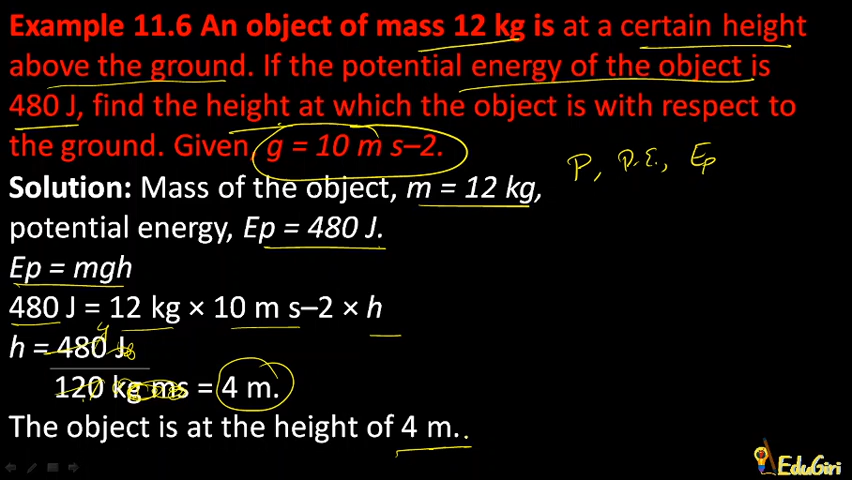 Example 11.6 An object of mass 12 kg is at a certain height
above the ground. If the potential energy of the object is
480 J, find the height at which the object is with respect to
the ground. Given, g = 10 m s–2.
P, P.E., Ep
Solution: Mass of the object, m = 12 kg,
potential energy, Ep = 480 J.
Ep = mgh
480 J = 12 kg × 10 m s–2 × h
4
h = 480 J
120 kg ms = 4 m.
The object is at the height of 4 m..
EduGiri